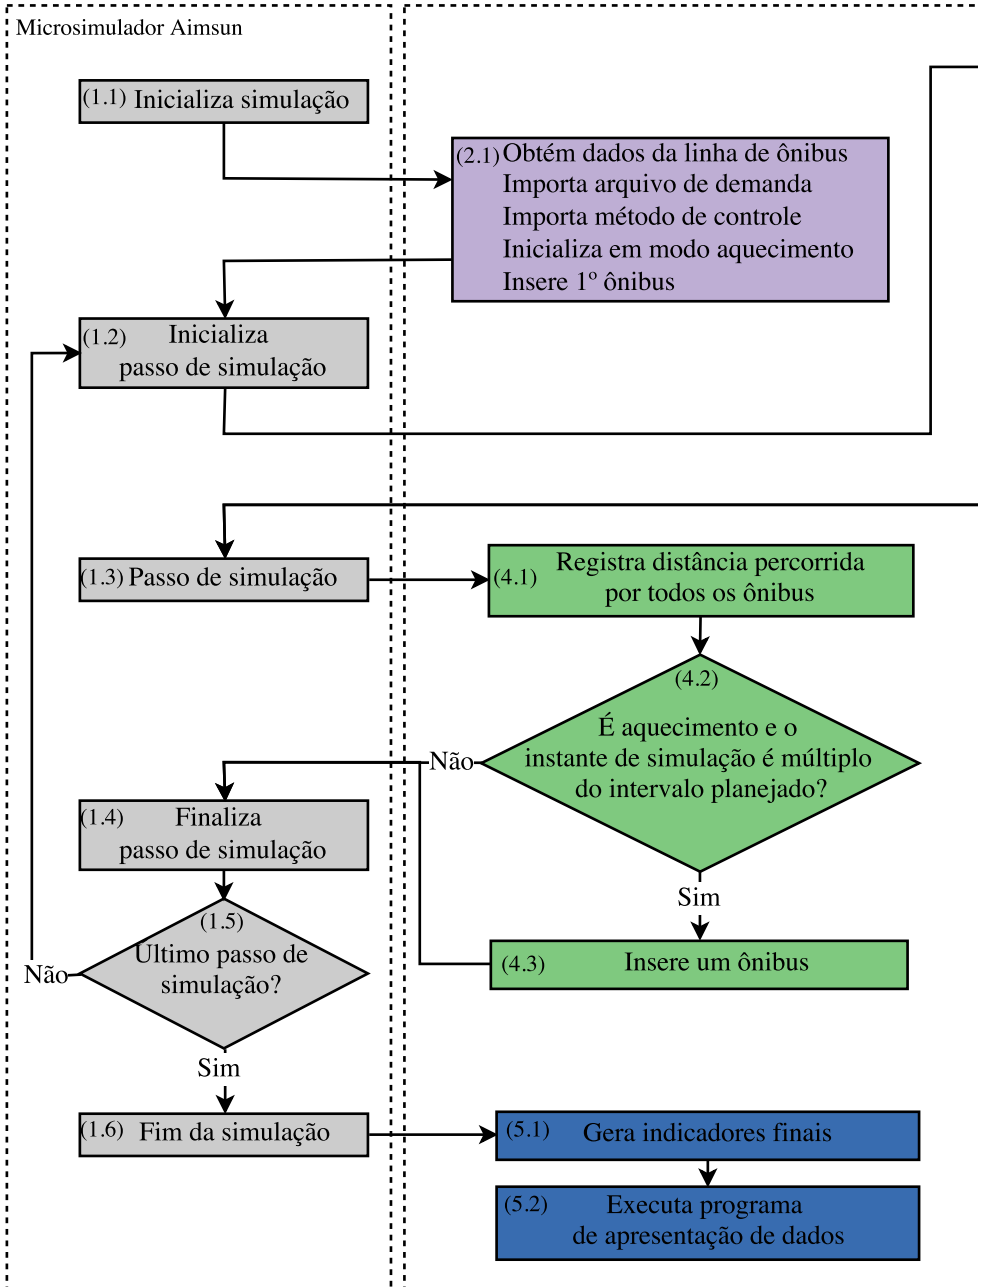 Microsimulador Aimsun
(1.1) Inicializa simulação
(2.1) Obtém dados da linha de ônibus
Importa arquivo de demanda
Importa método de controle
Inicializa em modo aquecimento
Insere 1º ônibus
(1.2) Inicializa
passo de simulação
(1.3) Passo de simulação
(4.1) Registra distância percorrida
por todos os ônibus
(4.2)
É aquecimento e o
instante de simulação é múltiplo
do intervalo planejado?
Não
Sim
(4.3) Insere um ônibus
(1.4) Finaliza
passo de simulação
(1.5)
Último passo de
simulação?
Não
Sim
(1.6) Fim da simulação
(5.1) Gera indicadores finais
(5.2) Executa programa
de apresentação de dados